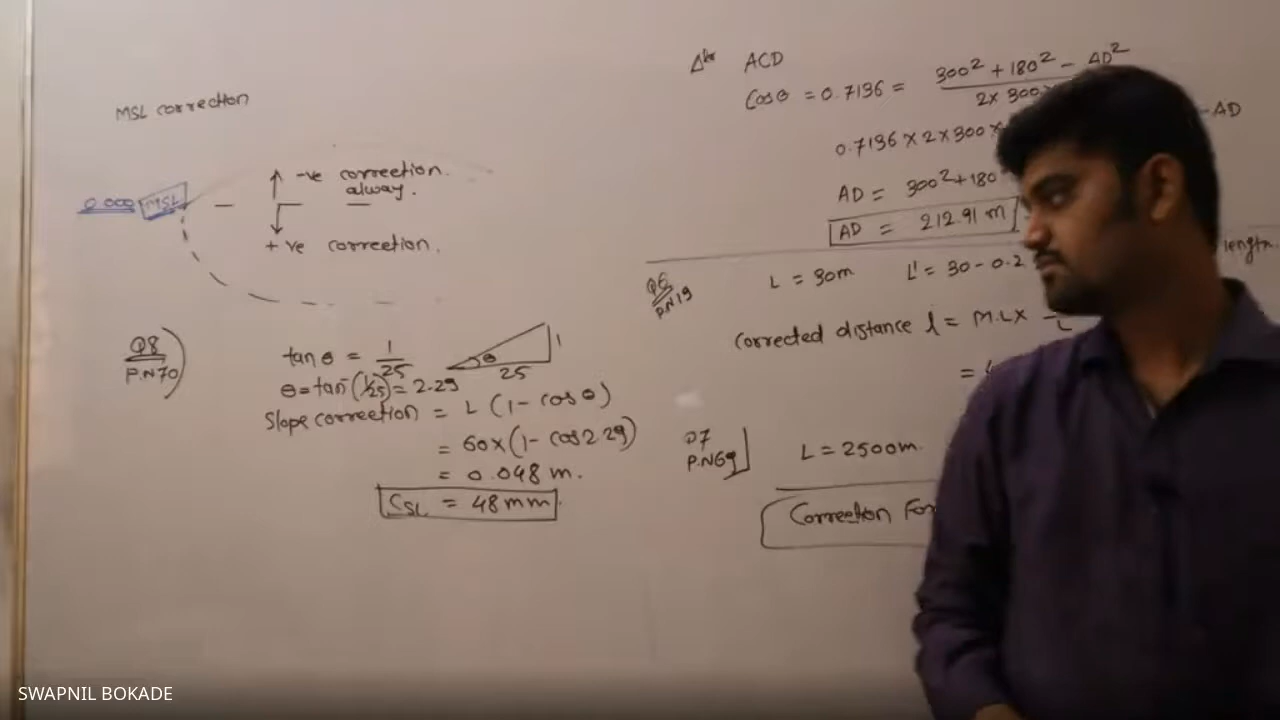 MSL correction
-ve correction.
alway.
0.000 MSL
+ve correction.
Q8
P.N70
tan θ = 1/25
1
25
θ = tan⁻(1/25) = 2.29
Slope correction = L (1 - cos θ)
= 60 x (1 - cos 2.29)
= 0.048 m.
CSL = 48 mm.
Δle ACD
Cos θ = 0.7136 = 300² + 180² - AD²
2 x 300 x
- AD
0.7136 x 2 x 300 x
AD = 300² + 180
AD = 212.91 m
Q6
P.N19
L = 30m L' = 30 - 0.2
length.
Corrected distance l = M.L x
L
=
Q7
P.N69
L = 2500m.
Correction For
SWAPNIL BOKADE